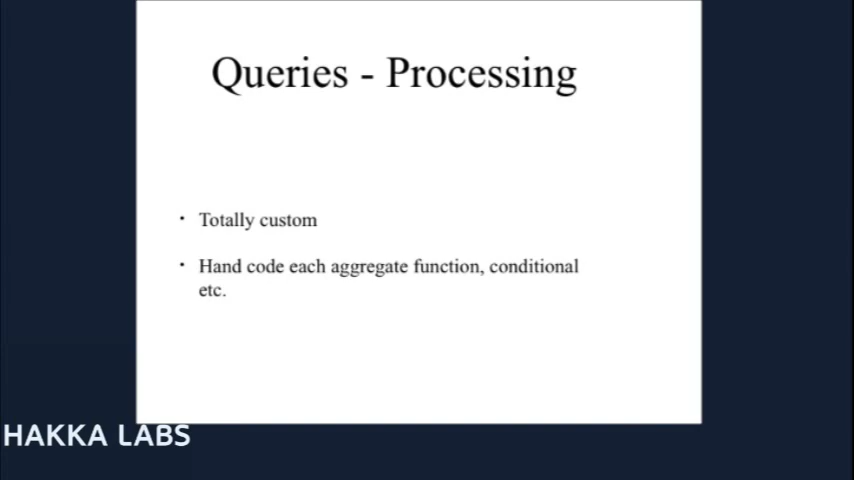 Queries - Processing
• Totally custom
• Hand code each aggregate function, conditional
etc.
HAKKA LABS